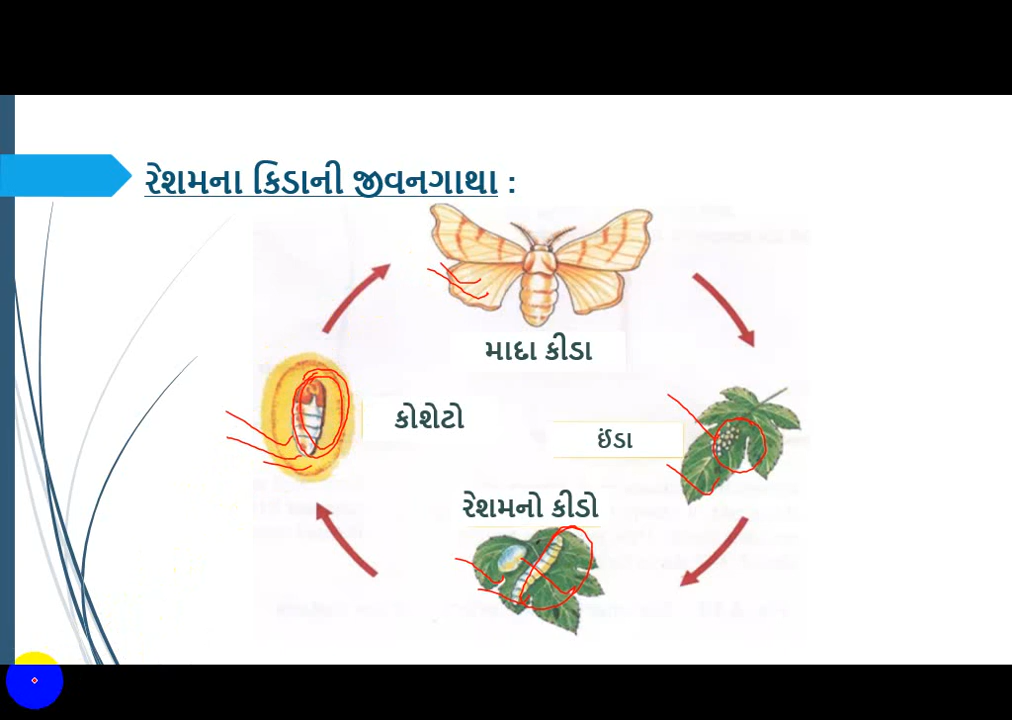 રેશમના કિડાની જીવનગાથા :
માદા કીડા
કોશેટો
ઈંડા
રેશમનો કીડો